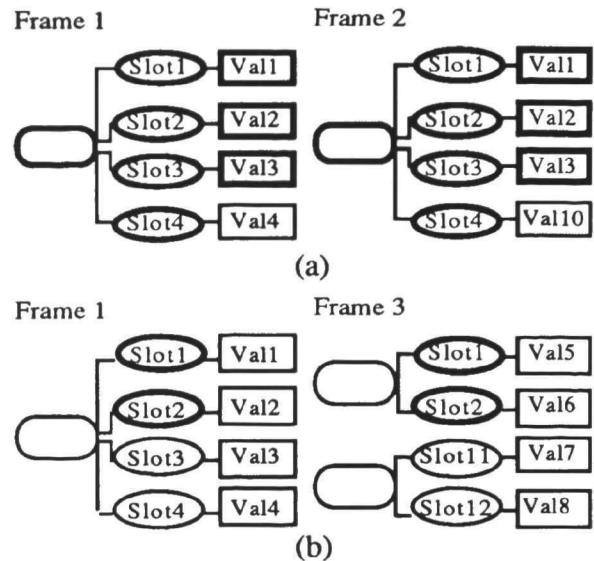 Frame 1
Frame 2
Slot1 Val1
Slot2 Val2
Slot3 Val3
Slot4 Val4
Slot1 Val1
Slot2 Val2
Slot3 Val3
Slot4 Val10
(a)
Frame 1
Frame 3
Slot1 Val1
Slot2 Val2
Slot3 Val3
Slot4 Val4
Slot1 Val5
Slot2 Val6
Slot11 Val7
Slot12 Val8
(b)